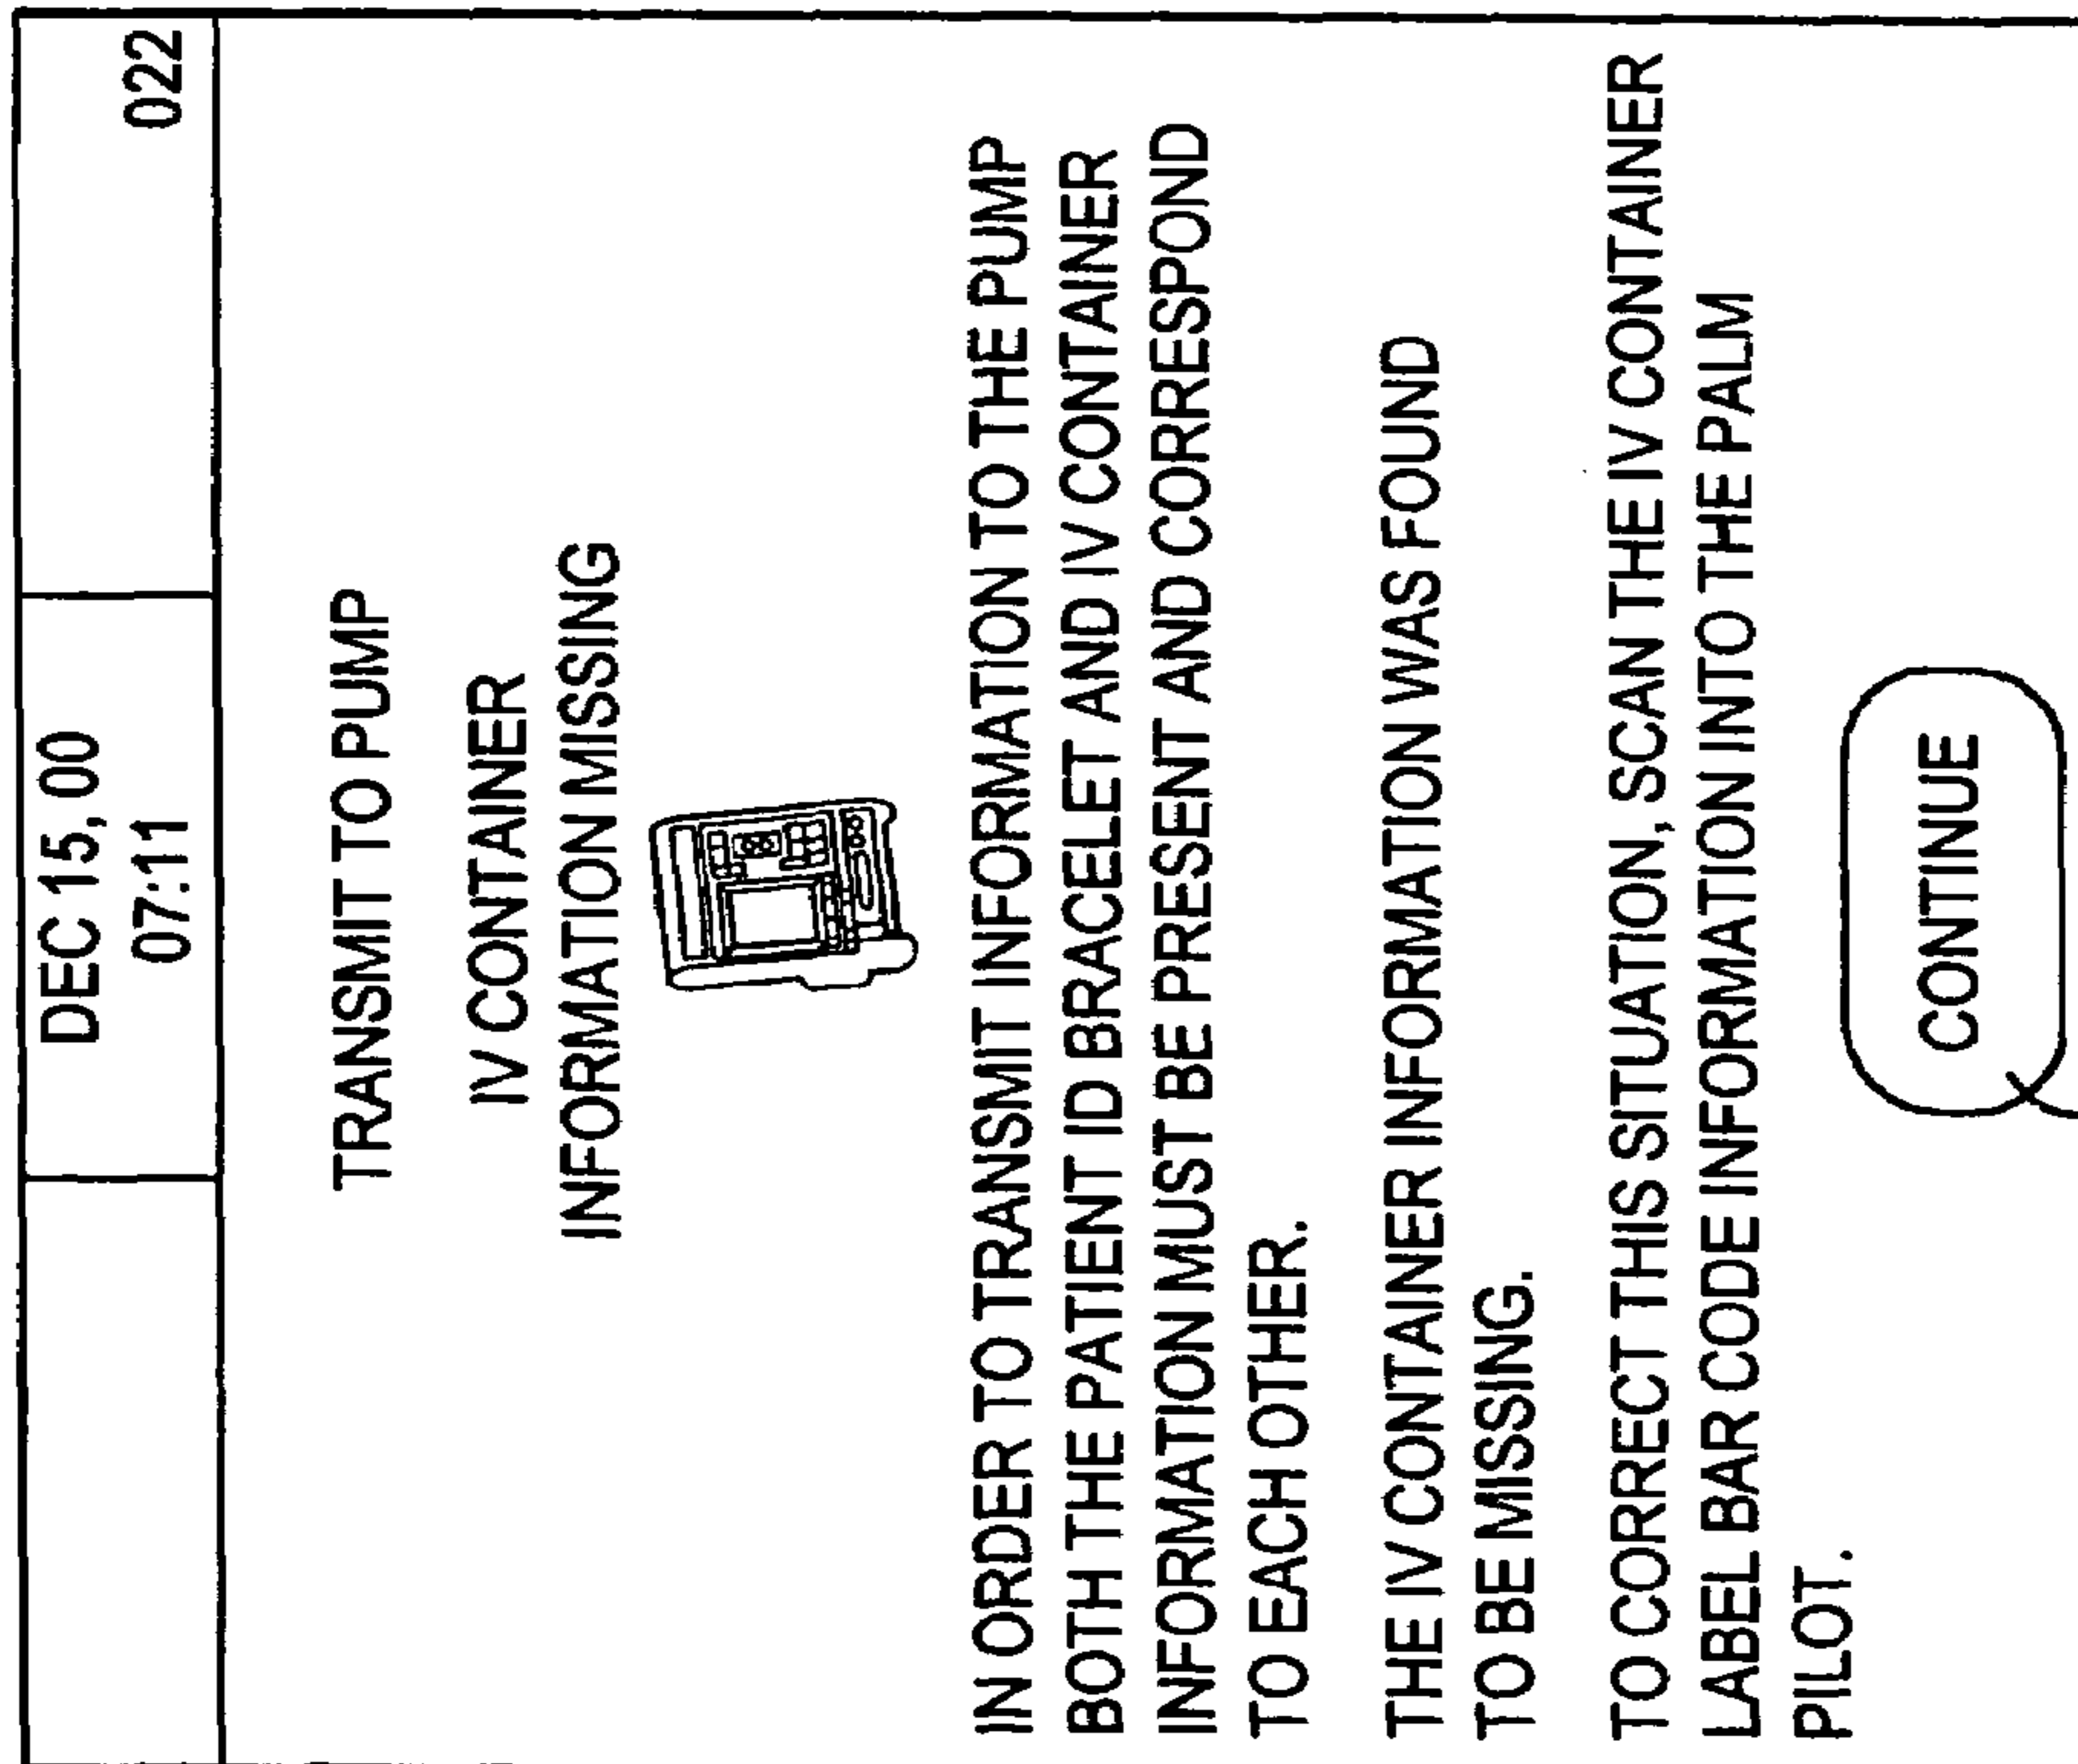 DEC 15, 00
07:11
022
TRANSMIT TO PUMP
IV CONTAINER
INFORMATION MISSING
IN ORDER TO TRANSMIT INFORMATION TO THE PUMP
BOTH THE PATIENT ID BRACELET AND IV CONTAINER
INFORMATION MUST BE PRESENT AND CORRESPOND
TO EACH OTHER.
THE IV CONTAINER INFORMATION WAS FOUND
TO BE MISSING.
TO CORRECT THIS SITUATION, SCAN THE IV CONTAINER
LABEL BAR CODE INFORMATION INTO THE PALM
PILOT.
CONTINUE